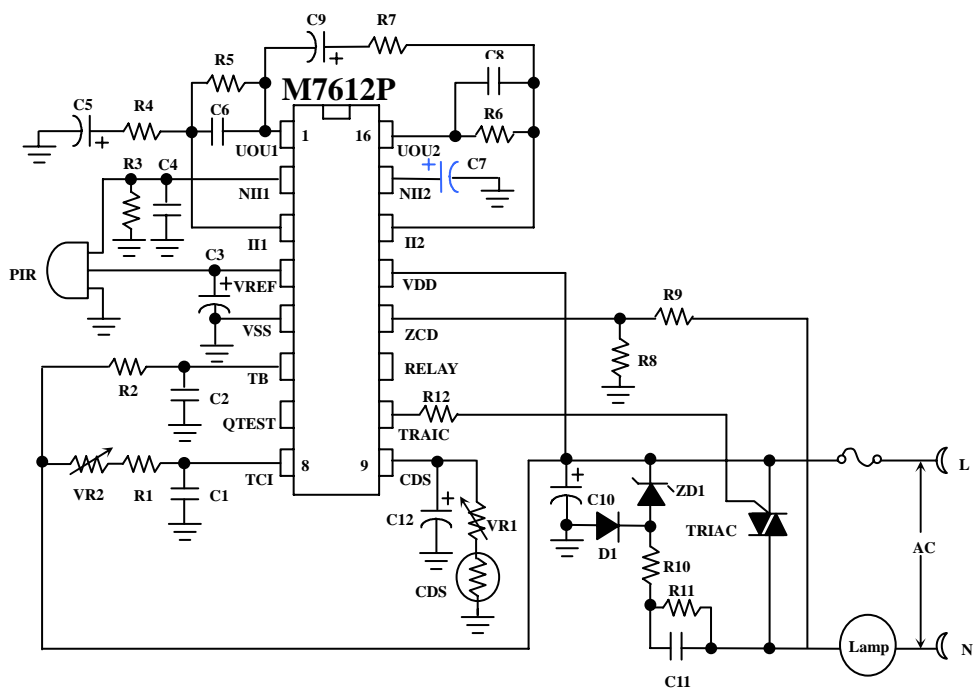 C9
R7
R5
C8
M7612P
C5
R4
C6
R6
1
16
UOU1
UOU2
R3
C4
+
C7
NII1
NII2
II1
II2
PIR
C3
+
VREF
VDD
R9
VSS
ZCD
R8
R2
TB
RELAY
C2
R12
QTEST
TRAIC
VR2
R1
TCI
8
9
CDS
L
C1
+
C12
VR1
+
C10
ZD1
TRIAC
D1
AC
CDS
R10
R11
Lamp
N
C11
+
+